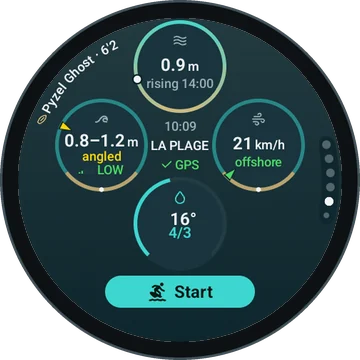 Pyzel Ghost · 6'2
0.9 m
rising 14:00
10:09
LA PLAGE
GPS
0.8–1.2 m
angled
LOW
21 km/h
offshore
16°
4/3
Start